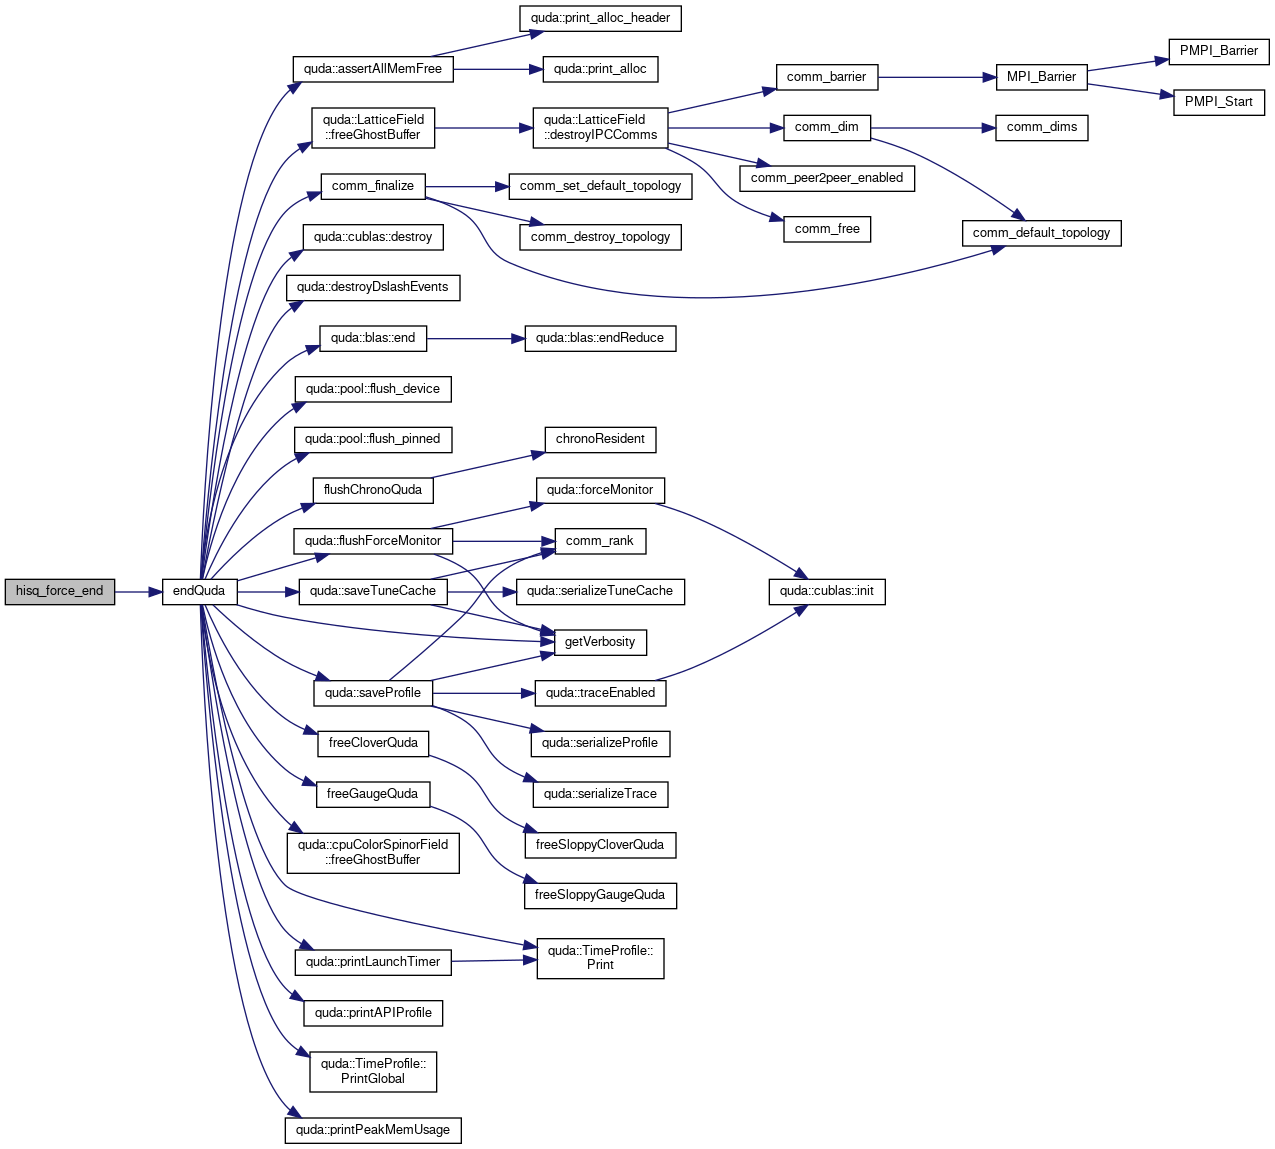 quda::print_alloc_header
quda::assertAllMemFree
quda::print_alloc
PMPI_Barrier
comm_barrier
MPI_Barrier
PMPI_Start
quda::LatticeField
::freeGhostBuffer
quda::LatticeField
::destroyIPCComms
comm_dim
comm_dims
comm_peer2peer_enabled
comm_finalize
comm_set_default_topology
comm_free
comm_default_topology
comm_destroy_topology
quda::cublas::destroy
quda::destroyDslashEvents
quda::blas::end
quda::blas::endReduce
quda::pool::flush_device
quda::pool::flush_pinned
chronoResident
flushChronoQuda
quda::forceMonitor
quda::flushForceMonitor
comm_rank
hisq_force_end
endQuda
quda::saveTuneCache
quda::serializeTuneCache
quda::cublas::init
getVerbosity
quda::saveProfile
quda::traceEnabled
freeCloverQuda
quda::serializeProfile
freeGaugeQuda
quda::serializeTrace
quda::cpuColorSpinorField
::freeGhostBuffer
freeSloppyCloverQuda
freeSloppyGaugeQuda
quda::printLaunchTimer
quda::TimeProfile::
Print
quda::printAPIProfile
quda::TimeProfile::
PrintGlobal
quda::printPeakMemUsage